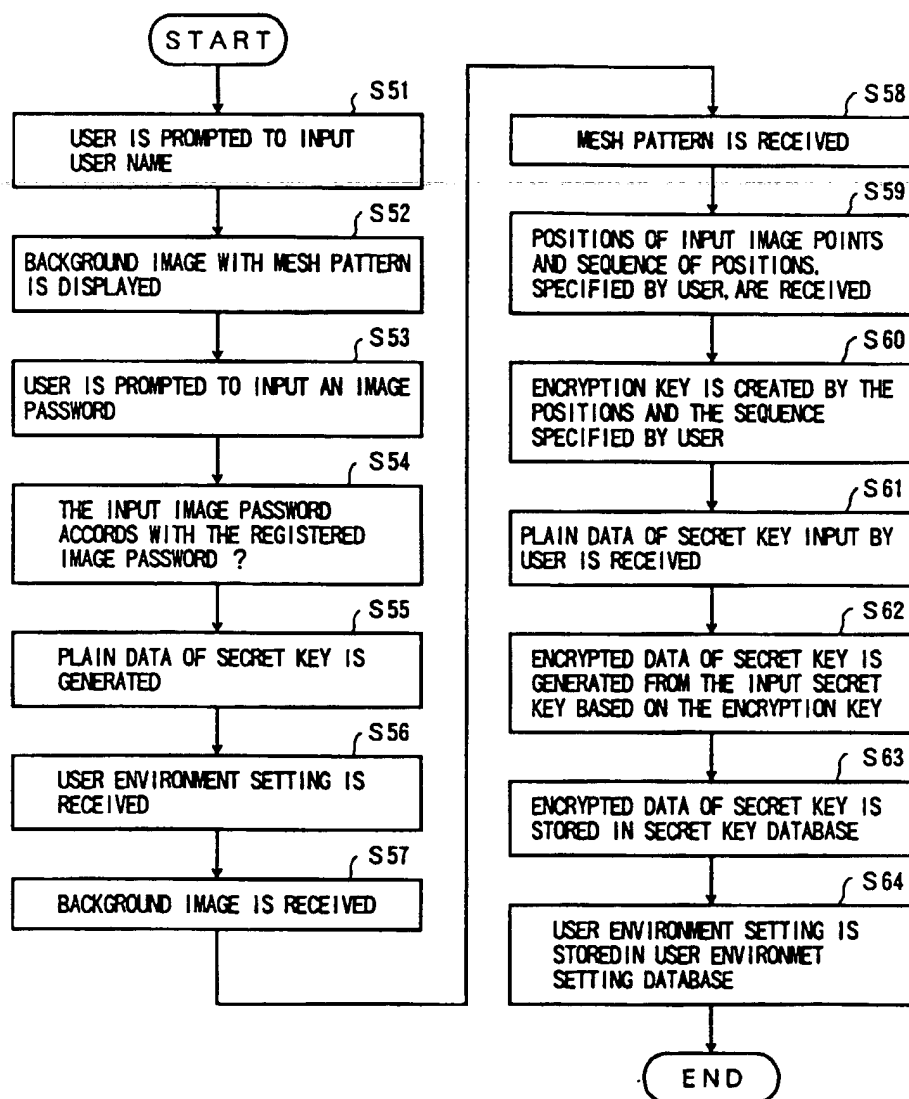 START
S51
USER IS PROMPTED TO INPUT
USER NAME
S52
BACKGROUND IMAGE WITH MESH PATTERN
IS DISPLAYED
S53
USER IS PROMPTED TO INPUT AN IMAGE
PASSWORD
S54
THE INPUT IMAGE PASSWORD
ACCORDS WITH THE REGISTERED
IMAGE PASSWORD ?
S55
PLAIN DATA OF SECRET KEY IS
GENERATED
S56
USER ENVIRONMENT SETTING IS
RECEIVED
S57
BACKGROUND IMAGE IS RECEIVED
S58
MESH PATTERN IS RECEIVED
S59
POSITIONS OF INPUT IMAGE POINTS
AND SEQUENCE OF POSITIONS,
SPECIFIED BY USER, ARE RECEIVED
S60
ENCRYPTION KEY IS CREATED BY THE
POSITIONS AND THE SEQUENCE
SPECIFIED BY USER
S61
PLAIN DATA OF SECRET KEY INPUT BY
USER IS RECEIVED
S62
ENCRYPTED DATA OF SECRET KEY IS
GENERATED FROM THE INPUT SECRET
KEY BASED ON THE ENCRYPTION KEY
S63
ENCRYPTED DATA OF SECRET KEY IS
STORED IN SECRET KEY DATABASE
S64
USER ENVIRONMENT SETTING IS
STOREDIN USER ENVIRONMET
SETTING DATABASE
END